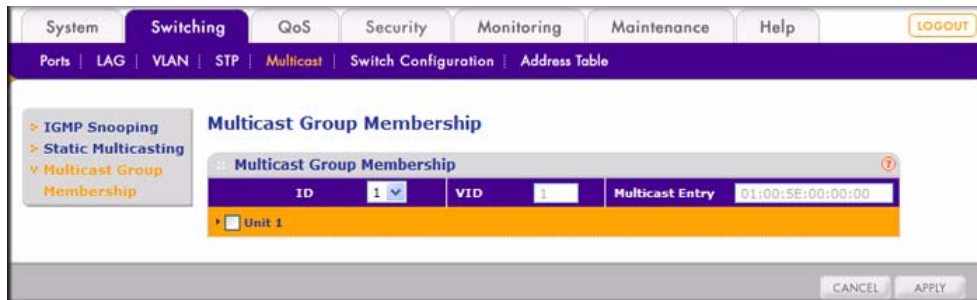 System Switching QoS Security Monitoring Maintenance Help LOGOUT
Ports | LAG | VLAN | STP | Multicast | Switch Configuration | Address Table
IGMP Snooping
Static Multicasting
Multicast Group
Membership
Multicast Group Membership
Multicast Group Membership ?
ID 1 VID 1 Multicast Entry 01:00:5E:00:00:00
Unit 1
CANCEL APPLY